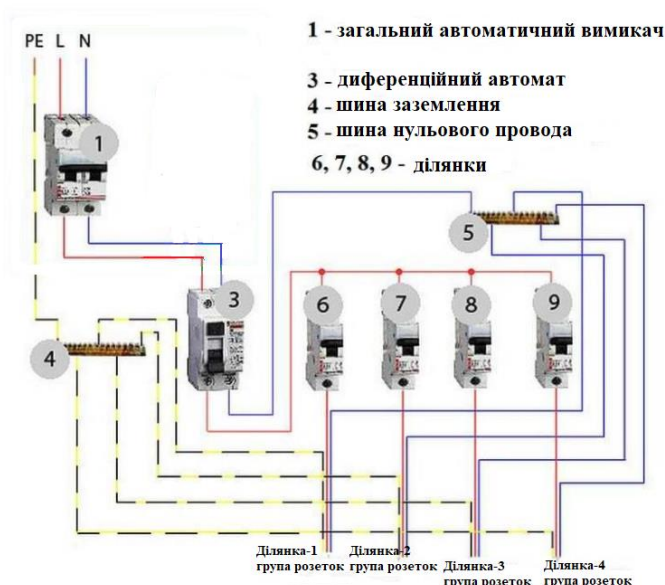 1 - загальний автоматичний вимикач
PE L N
3 - диференційний автомат
4 - шина заземлення
5 - шина нульового провода
6, 7, 8, 9 - ділянки
1
5
3
6
7
8
9
4
Ділянка-1
група розеток
Ділянка-2
група розеток
Ділянка-3
група розеток
Ділянка-4
група розеток